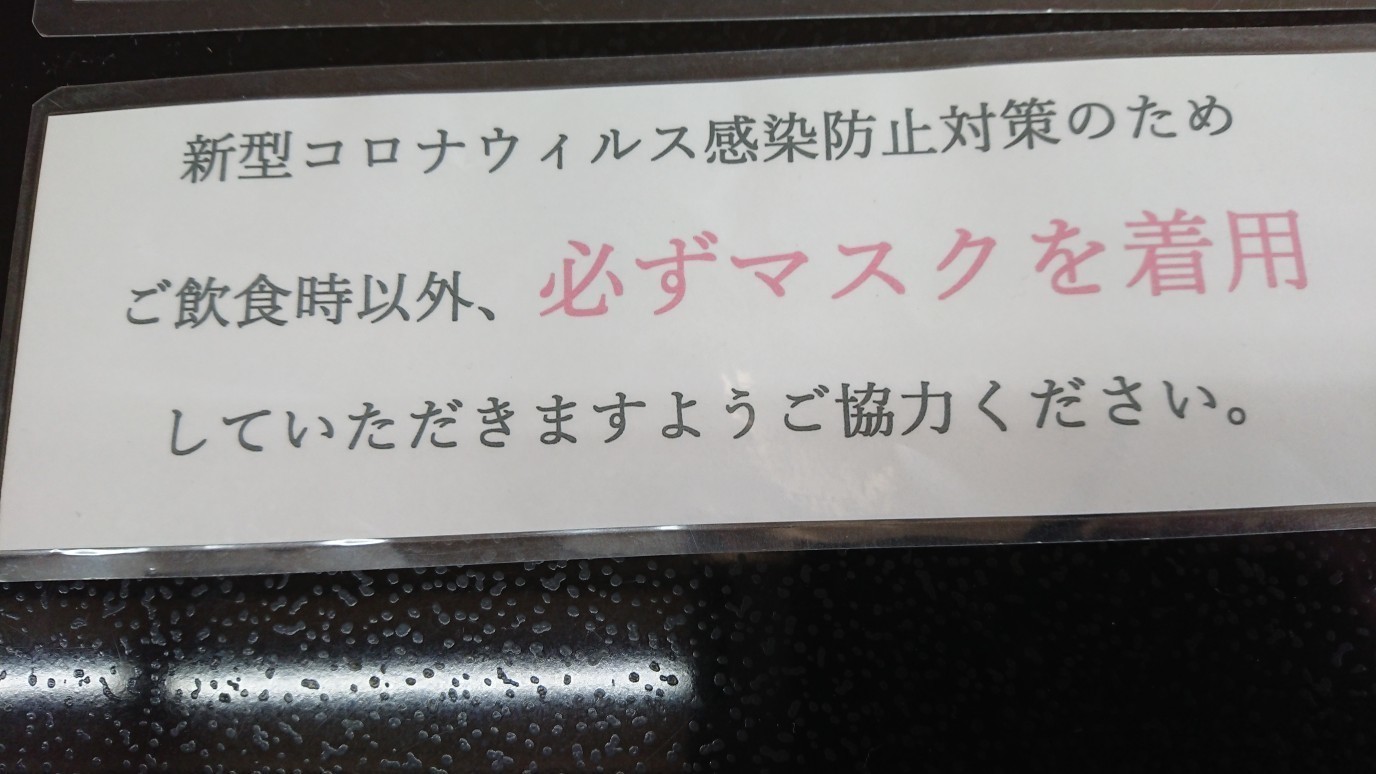 新型コロナウィルス感染防止対策のため
ご飲食時以外、必ずマスクを着用
していただきますようご協力ください。